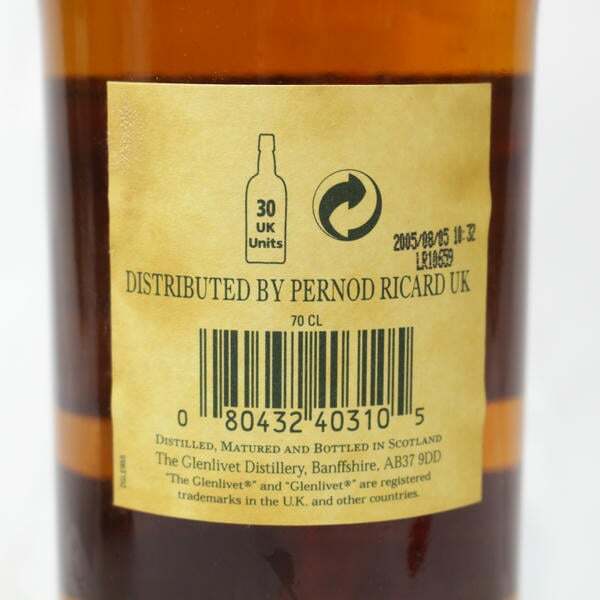 30
UK
Units
2005/08/05 10:32
LR10659
DISTRIBUTED BY PERNOD RICARD UK
70 CL
0 80432 40310 5
DISTILLED, MATURED AND BOTTLED IN SCOTLAND
The Glenlivet Distillery, Banffshire, AB37 9DD
"The Glenlivet®" and "Glenlivet®" are registered
trademarks in the U.K. and other countries.